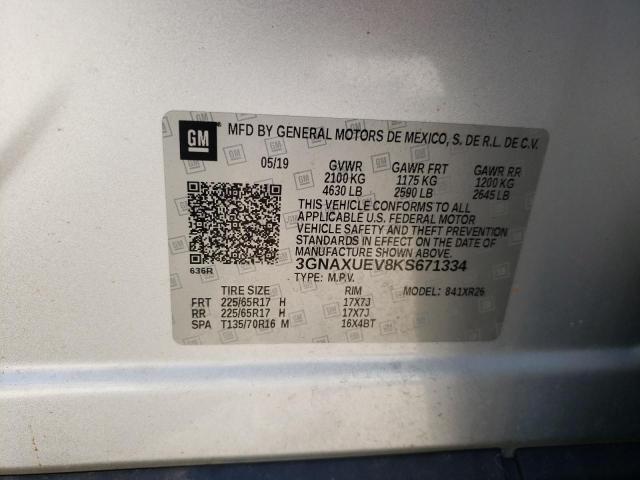 GM
MFD BY GENERAL MOTORS DE MEXICO, S. DE R.L. DE C.V.
05/19 GVWR GAWR FRT GAWR RR
2100 KG 1175 KG 1200 KG
4630 LB 2590 LB 2645 LB
THIS VEHICLE CONFORMS TO ALL
APPLICABLE U.S. FEDERAL MOTOR
VEHICLE SAFETY AND THEFT PREVENTION
STANDARDS IN EFFECT ON THE DATE OF
MANUFACTURE SHOWN ABOVE.
636R 3GNAXUEV8KS671334
TYPE: M.P.V.
TIRE SIZE RIM MODEL: 841XR26
FRT 225/65R17 H 17X7J
RR 225/65R17 H 17X7J
SPA T135/70R16 M 16X4BT